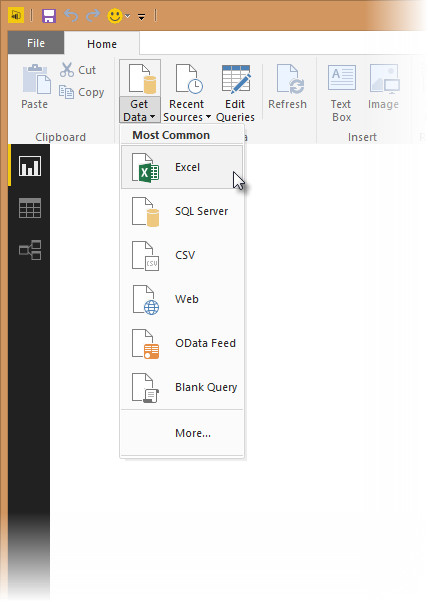 File
Home
Cut
Copy
Paste
Get
Data
Recent
Sources
Edit
Queries
Refresh
Text
Box
Image
Clipboard
Insert
Most Common
Excel
SQL Server
CSV
CSV
Web
OData Feed
Blank Query
More...